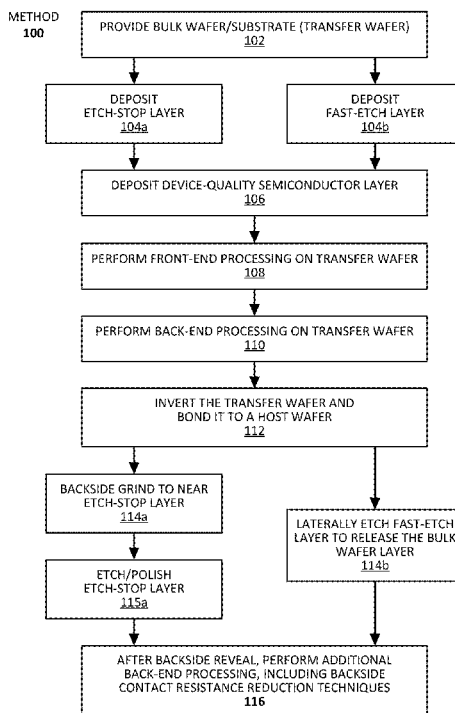 METHOD
100
PROVIDE BULK WAFER/SUBSTRATE (TRANSFER WAFER)
102
DEPOSIT
ETCH-STOP LAYER
104a
DEPOSIT
FAST-ETCH LAYER
104b
DEPOSIT DEVICE-QUALITY SEMICONDUCTOR LAYER
106
PERFORM FRONT-END PROCESSING ON TRANSFER WAFER
108
PERFORM BACK-END PROCESSING ON TRANSFER WAFER
110
INVERT THE TRANSFER WAFER AND
BOND IT TO A HOST WAFER
112
BACKSIDE GRIND TO NEAR
ETCH-STOP LAYER
114a
ETCH/POLISH
ETCH-STOP LAYER
115a
LATERALLY ETCH FAST-ETCH
LAYER TO RELEASE THE BULK
WAFER LAYER
114b
AFTER BACKSIDE REVEAL, PERFORM ADDITIONAL
BACK-END PROCESSING, INCLUDING BACKSIDE
CONTACT RESISTANCE REDUCTION TECHNIQUES
116